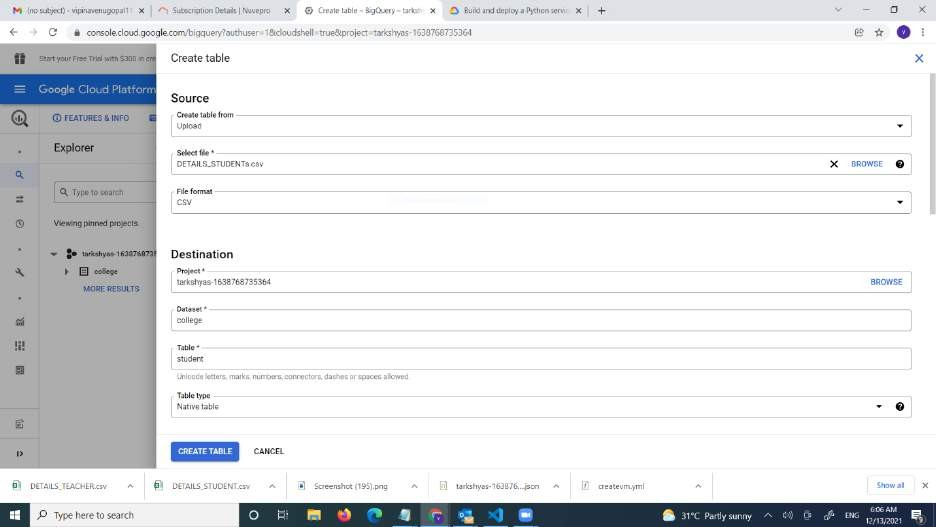 (no subject) - vipinavenugopal11
Subscription Details | Nuvepro
Create table – BigQuery – tarkshy
Build and deploy a Python servic
console.cloud.google.com/bigquery?authuser=1&cloudshell=true&project=tarkshyas-1638768735364
V
Start your Free Trial with $300 in cre
Create table
Google Cloud Platform
FEATURES & INFO
Explorer
Type to search
Viewing pinned projects.
tarkshyas-1638768735
college
MORE RESULTS
Source
Create table from
Upload
Select file *
DETAILS_STUDENTs.csv
BROWSE
File format
CSV
Destination
Project *
tarkshyas-1638768735364
BROWSE
Dataset *
college
Table *
student
Unicode letters, marks, numbers, connectors, dashes or spaces allowed.
Table type
Native table
CREATE TABLE
CANCEL
DETAILS_TEACHER.csv
DETAILS_STUDENT.csv
Screenshot (195).png
tarkshyas-163876....json
createvm.yml
Show all
Type here to search
31°C Partly sunny
ENG
6:06 AM
12/13/2021